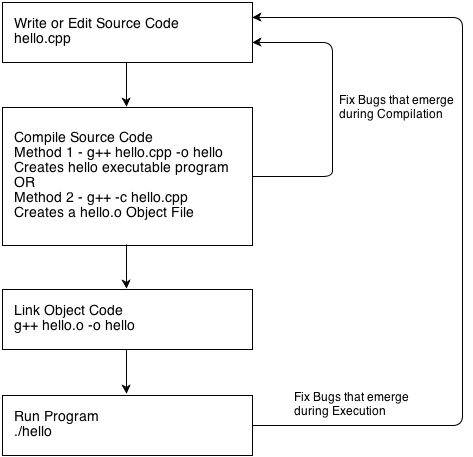 Write or Edit Source Code
hello.cpp
Fix Bugs that emerge
during Compilation
Compile Source Code
Method 1 - g++ hello.cpp -o hello
Creates hello executable program
OR
Method 2 - g++ -c hello.cpp
Creates a hello.o Object File
Link Object Code
g++ hello.o -o hello
Fix Bugs that emerge
during Execution
Run Program
./hello